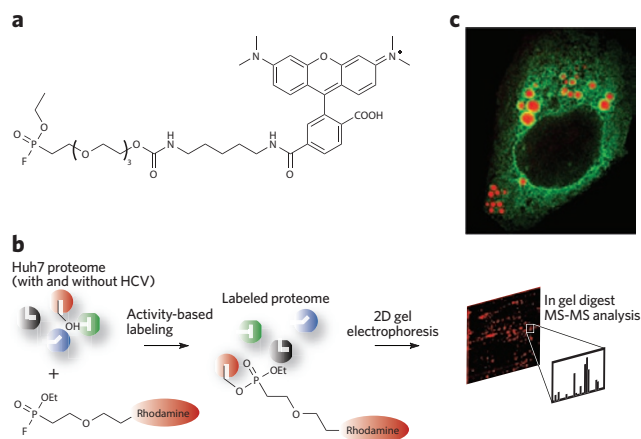 a
c
N
O
N
COOH
O
O
P
F
O
O
3
O
H
N
O
H
N
O
b
Huh7 proteome
(with and without HCV)
OH
+
O
OEt
P
F
O
Rhodamine
Activity-based
labeling
Labeled proteome
O
OEt
O
P
O
Rhodamine
2D gel
electrophoresis
In gel digest
MS-MS analysis